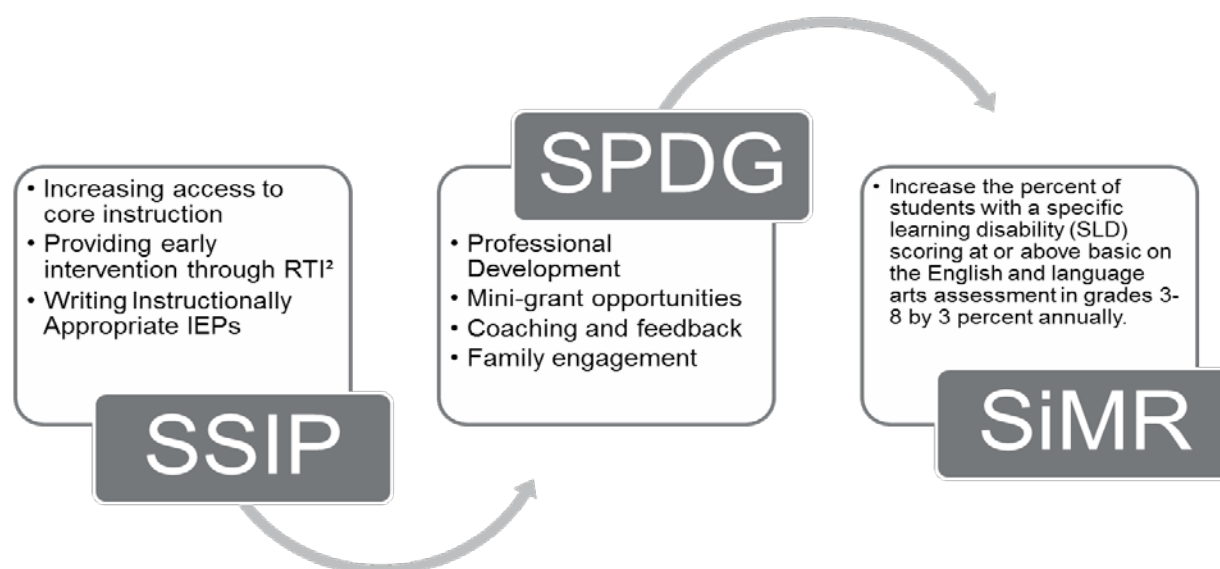 • Increasing access to
core instruction
• Providing early
intervention through RTI²
• Writing Instructionally
Appropriate IEPs
SSIP
SPDG
• Professional
Development
• Mini-grant opportunities
• Coaching and feedback
• Family engagement
• Increase the percent of
students with a specific
learning disability (SLD)
scoring at or above basic on
the English and language
arts assessment in grades 3-
8 by 3 percent annually.
SiMR